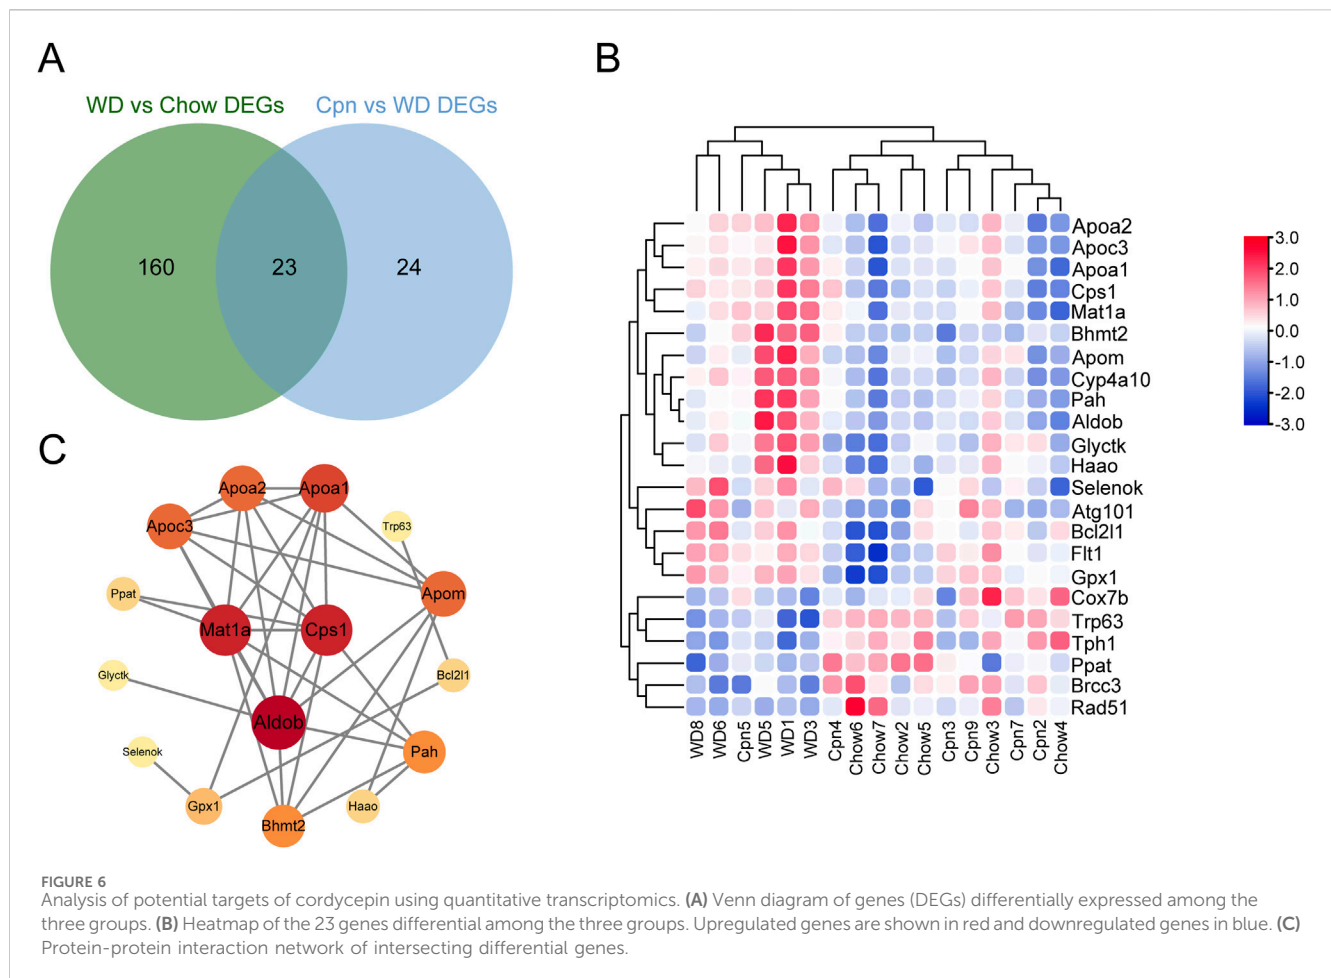 A
WD vs Chow DEGs
Cpn vs WD DEGs
160
23
24
B
Apoa2
Apoc3
Apoa1
Cps1
Mat1a
Bhmt2
Apom
Cyp4a10
Pah
Aldob
Glyctk
Haao
Selenok
Atg101
Bcl2l1
Flt1
Gpx1
Cox7b
Trp63
Tph1
Ppat
Brcc3
Rad51
WD8
WD6
Cpn5
WD5
WD1
WD3
Cpn4
Chow6
Chow7
Chow2
Chow5
Cpn3
Cpn9
Chow3
Cpn7
Cpn2
Chow4
3.0
2.0
1.0
0.0
-1.0
-2.0
-3.0
C
Apoa2
Apoa1
Apoc3
Trp63
Ppat
Apom
Mat1a
Cps1
Glyctk
Bcl2l1
Aldob
Selenok
Pah
Gpx1
Haao
Bhmt2
FIGURE 6
Analysis of potential targets of cordycepin using quantitative transcriptomics. (A) Venn diagram of genes (DEGs) differentially expressed among the
three groups. (B) Heatmap of the 23 genes differential among the three groups. Upregulated genes are shown in red and downregulated genes in blue. (C)
Protein-protein interaction network of intersecting differential genes.